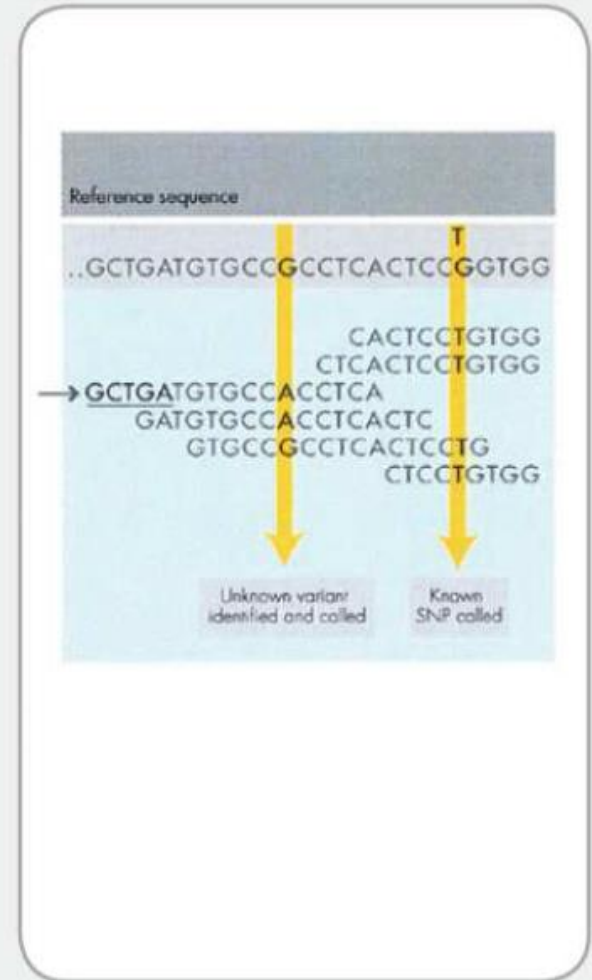 Reference sequence
T
..GCTGATGTGCCGCCTCACTCCGGTGG
CACTCCTGTGG
CTCACTCCTGTGG
GCTGATGTGCCACCTCA
GATGTGCCACCTCACTC
GTGCCGCCTCACTCCTG
CTCCTGTGG
Unknown variant
identified and called
Known
SNP called